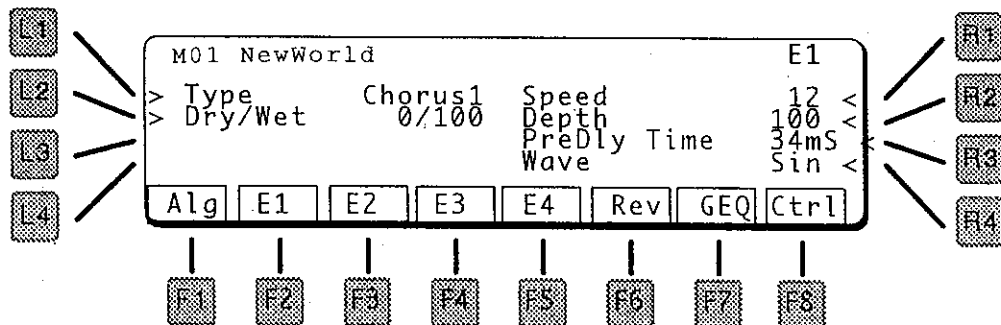 L1
L2
L3
L4
M01 NewWorld E1
> Type Chorus1 Speed 12 <
> Dry/Wet 0/100 Depth 100 <
PreDly Time 34mS <
Wave Sin <
Alg E1 E2 E3 E4 Rev GEQ Ctrl
F1 F2 F3 F4 F5 F6 F7 F8
R1
R2
R3
R4